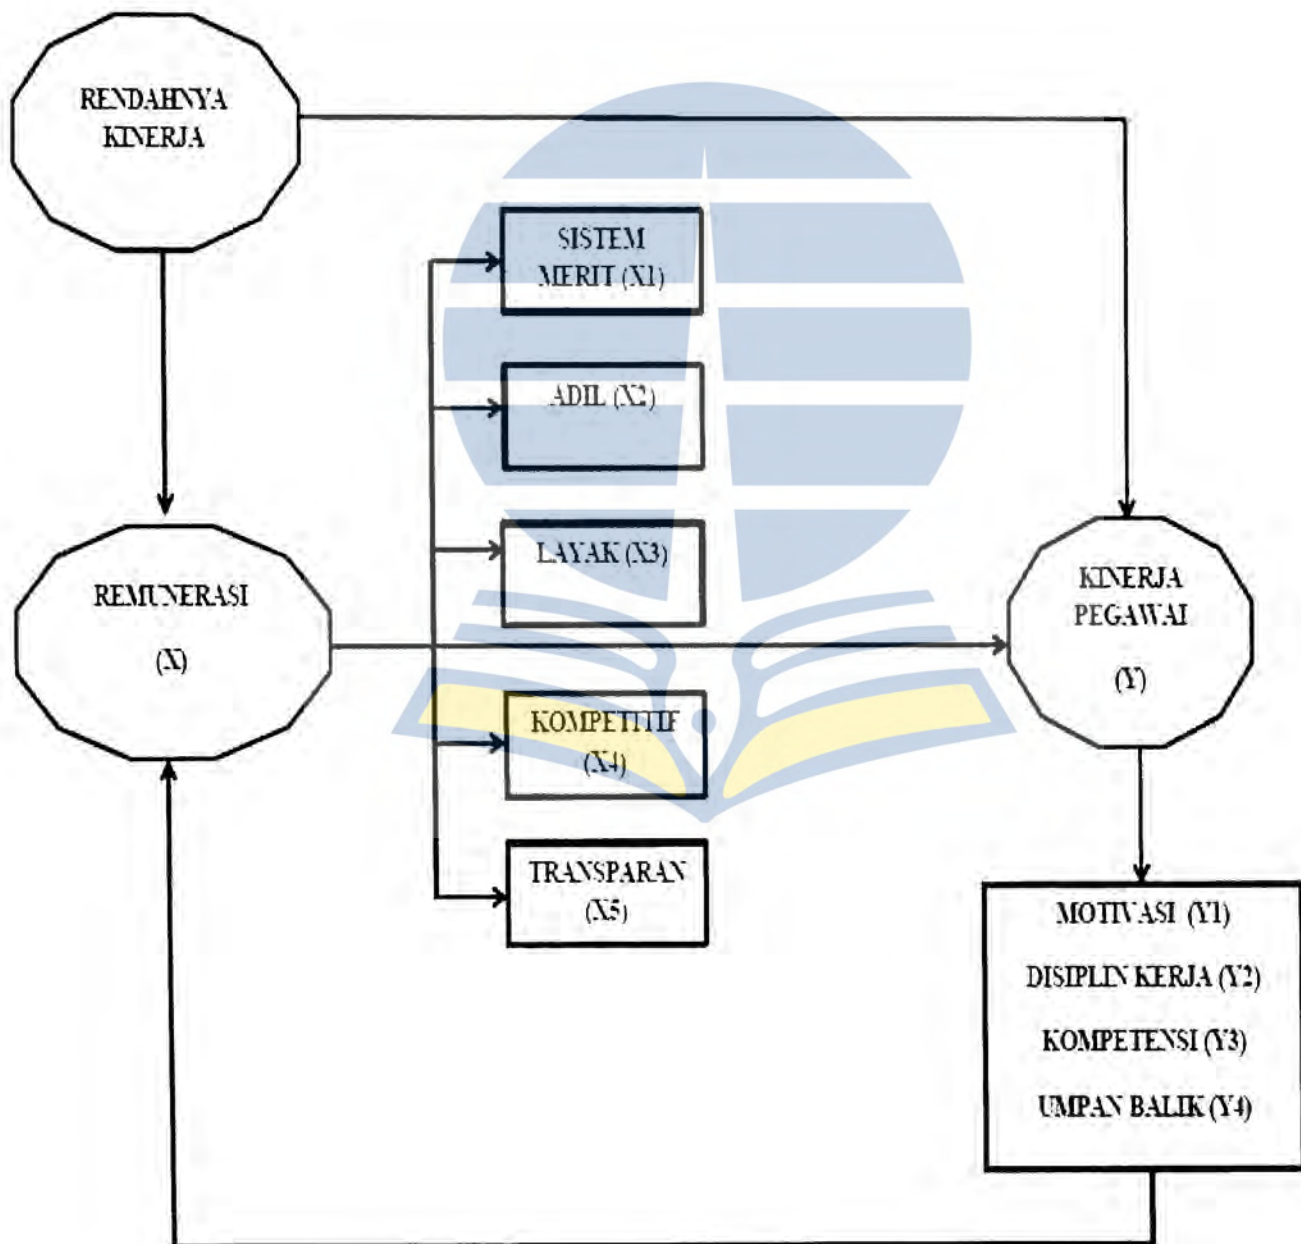 RENDAHNYA
KINERJA
SISTEM
MERIT (X1)
ADIL (X2)
LAYAK (X3)
REMUNERASI
(X)
KINERJA
PEGAWAI
(Y)
KOMPETITIF
(X4)
TRANSPARAN
(X5)
MOTIVASI (Y1)
DISIPLIN KERJA (Y2)
KOMPETENSI (Y3)
UMPAN BALIK (Y4)